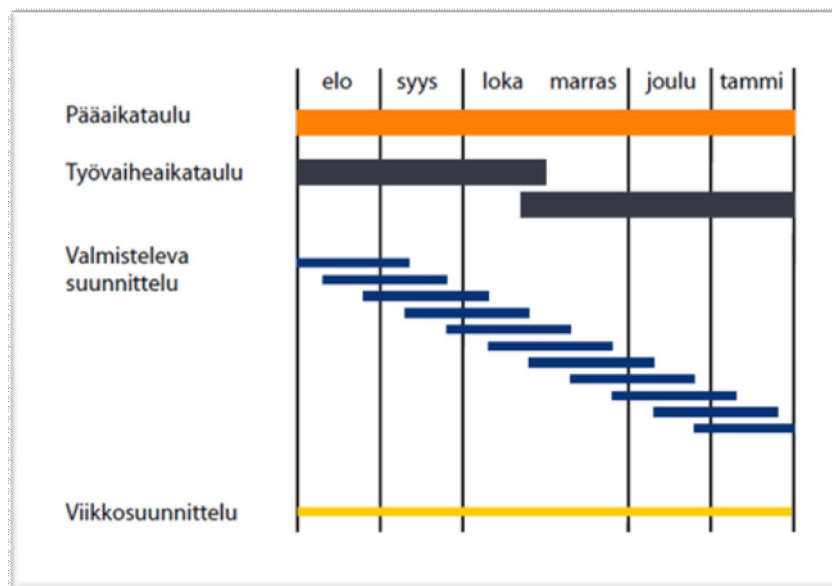 elo syys loka marras joulu tammi
Pääaikataulu
Työvaiheaikataulu
Valmisteleva
suunnittelu
Viikkosuunnittelu